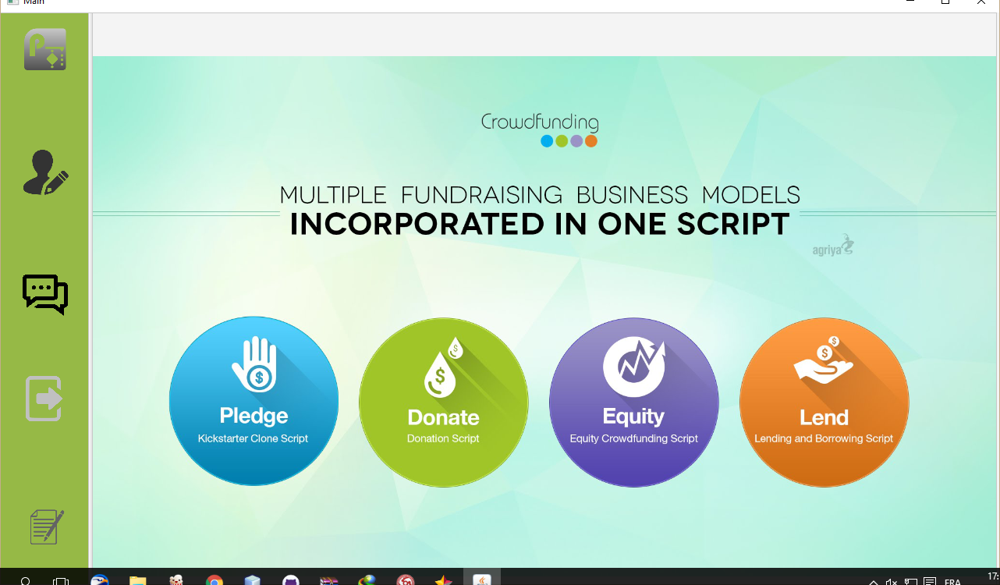 Main
Crowdfunding
MULTIPLE FUNDRAISING BUSINESS MODELS
INCORPORATED IN ONE SCRIPT
agriya
Pledge
Kickstarter Clone Script
Donate
Donation Script
Equity
Equity Crowdfunding Script
Lend
Lending and Borrowing Script
FRA
17: